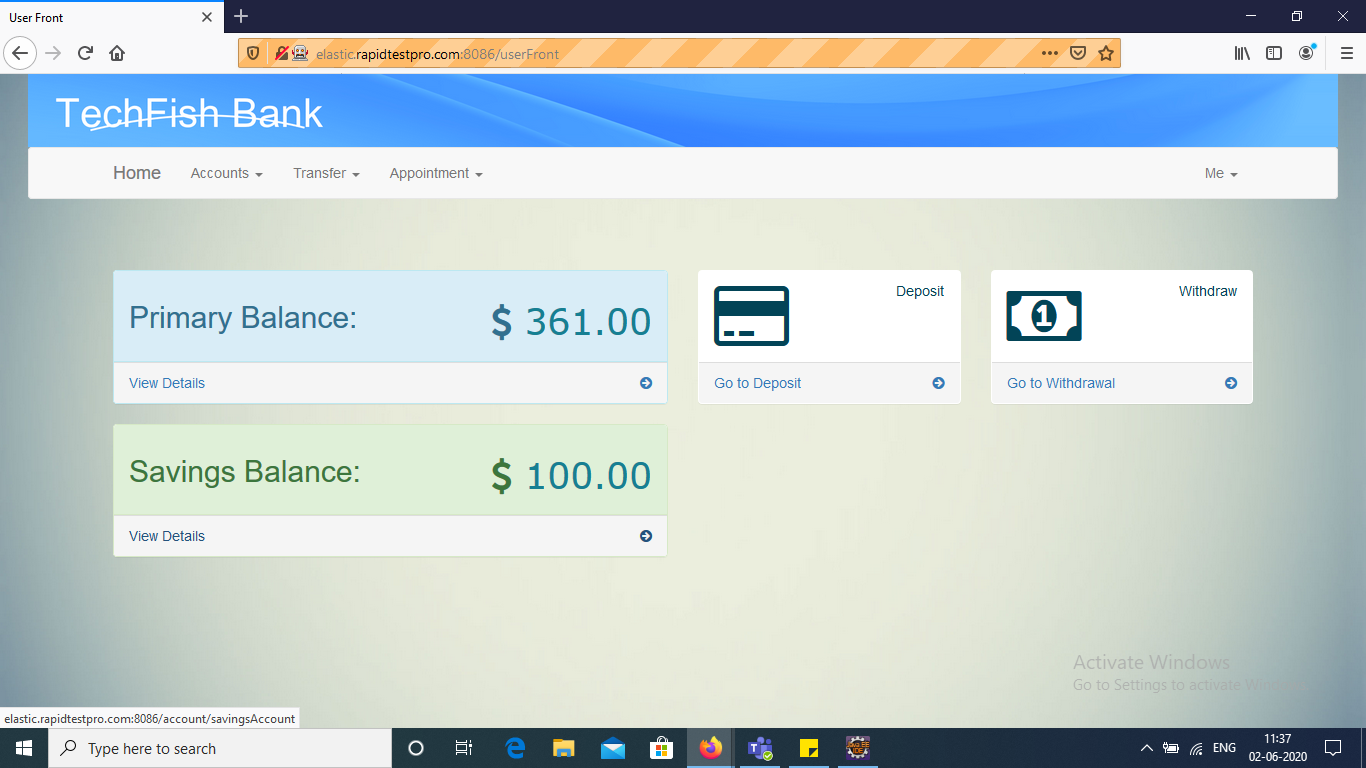 User Front
elastic.rapidtestpro.com:8086/userFront
TechFish Bank
Home Accounts Transfer Appointment Me
Primary Balance: $ 361.00
View Details
Deposit
Go to Deposit
Withdraw
1
Go to Withdrawal
Savings Balance: $ 100.00
View Details
Activate Windows
Go to Settings to activate Windows
elastic.rapidtestpro.com:8086/account/savingsAccount
Type here to search
ENG
11:37
02-06-2020